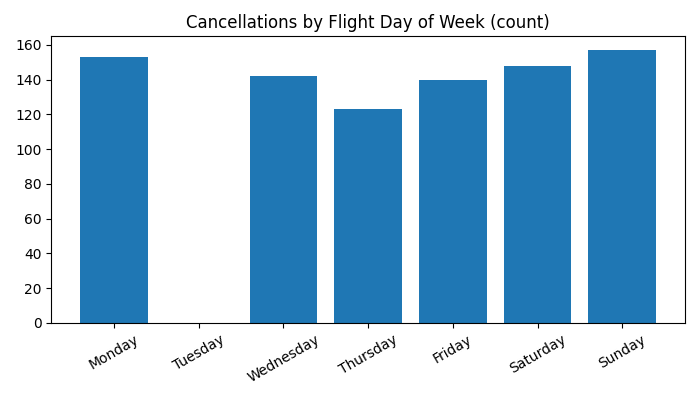 Cancellations by Flight Day of Week (count)
160
140
120
100
80
60
40
20
0
Monday
Tuesday
Wednesday
Thursday
Friday
Saturday
Sunday